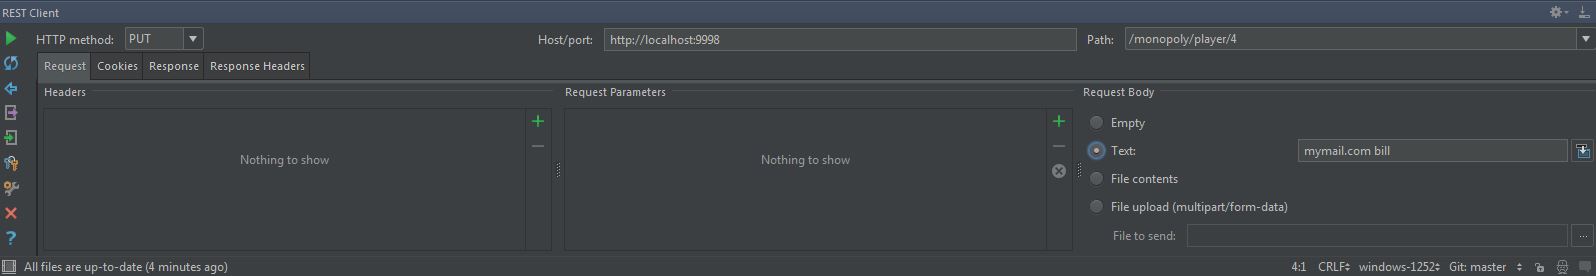 REST Client
HTTP method: PUT Host/port: http://localhost:9998 Path: /monopoly/player/4
Request Cookies Response Response Headers
Headers Request Parameters Request Body
Empty
Nothing to show Nothing to show Text: mymail.com bill
File contents
File upload (multipart/form-data)
File to send: ...
All files are up-to-date (4 minutes ago) 4:1 CRLF windows-1252 Git: master